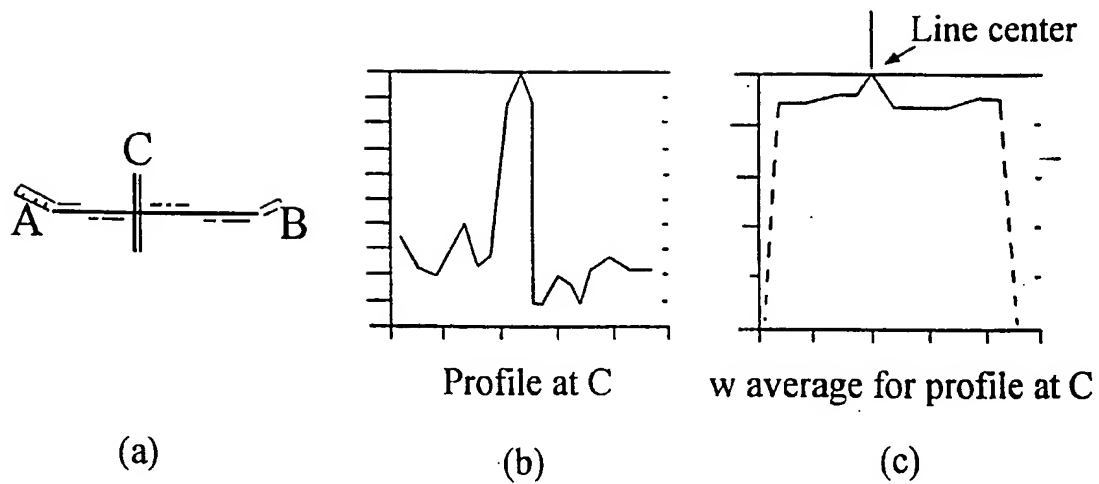 Line center
C
A
B
Profile at C
w average for profile at C
(a)
(b)
(c)